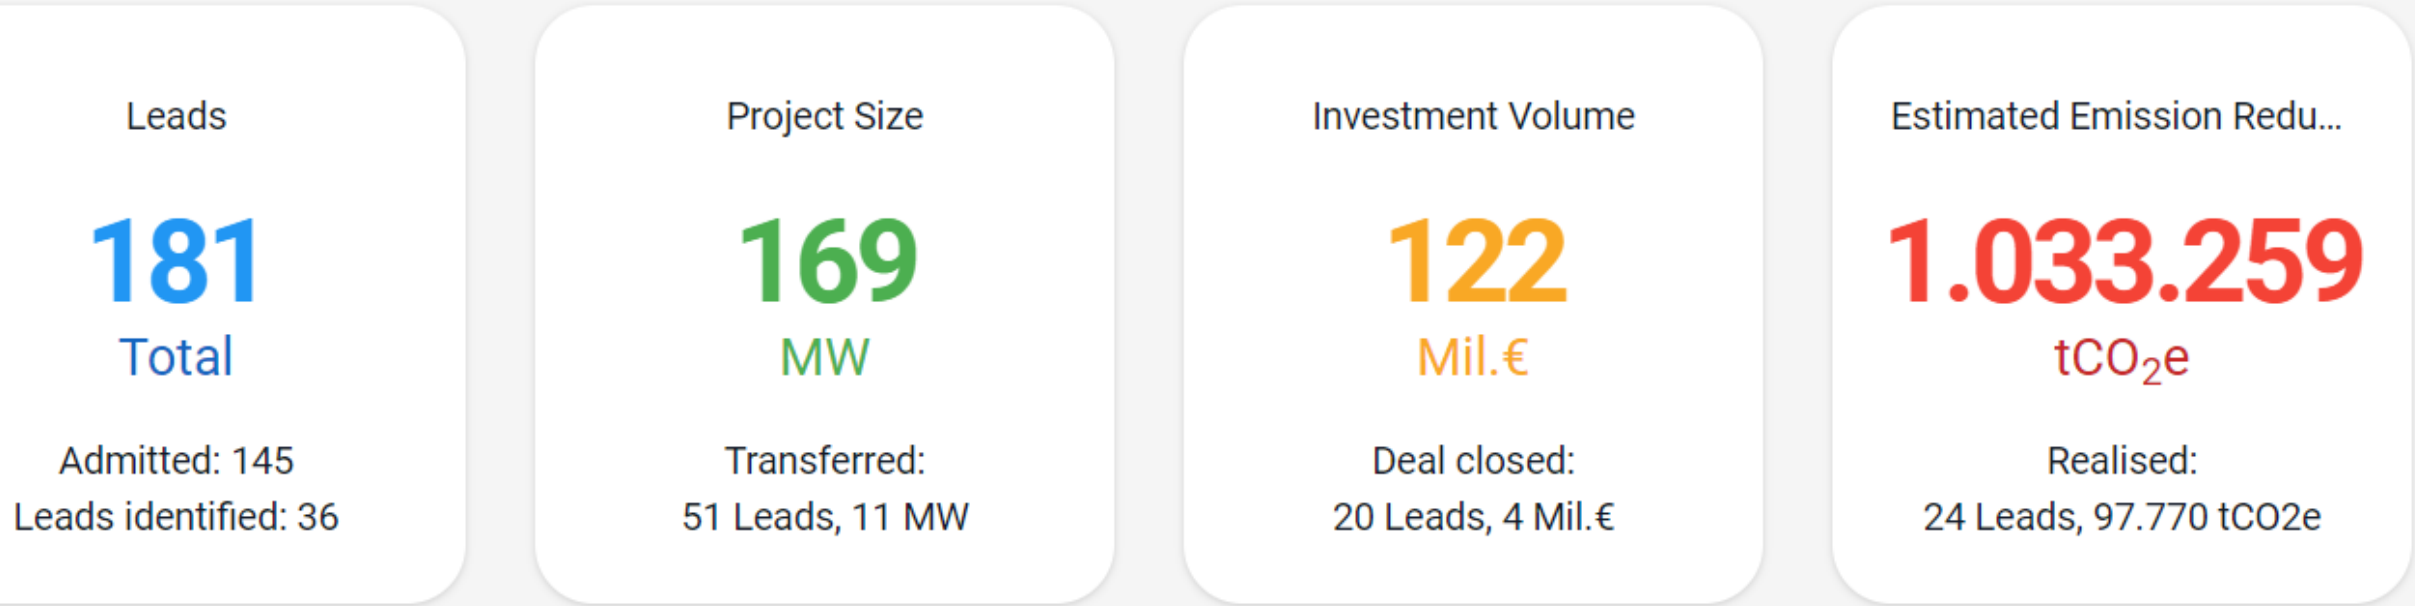 Leads
181
Total
Admitted: 145
Leads identified: 36
Project Size
169
MW
Transferred:
51 Leads, 11 MW
Investment Volume
122
Mil.€
Deal closed:
20 Leads, 4 Mil.€
Estimated Emission Redu...
1.033.259
tCO₂e
Realised:
24 Leads, 97.770 tCO2e